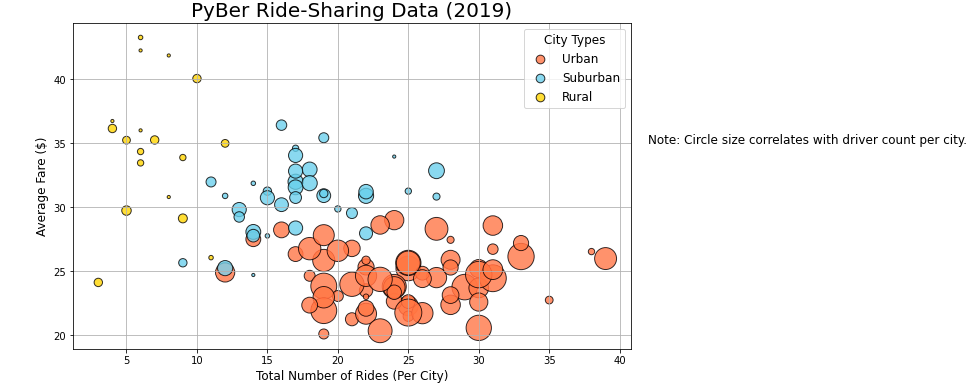 PyBer Ride-Sharing Data (2019)
City Types
Urban
Suburban
Rural
Note: Circle size correlates with driver count per city.
Average Fare ($)
40
35
30
25
20
5 10 15 20 25 30 35 40
Total Number of Rides (Per City)